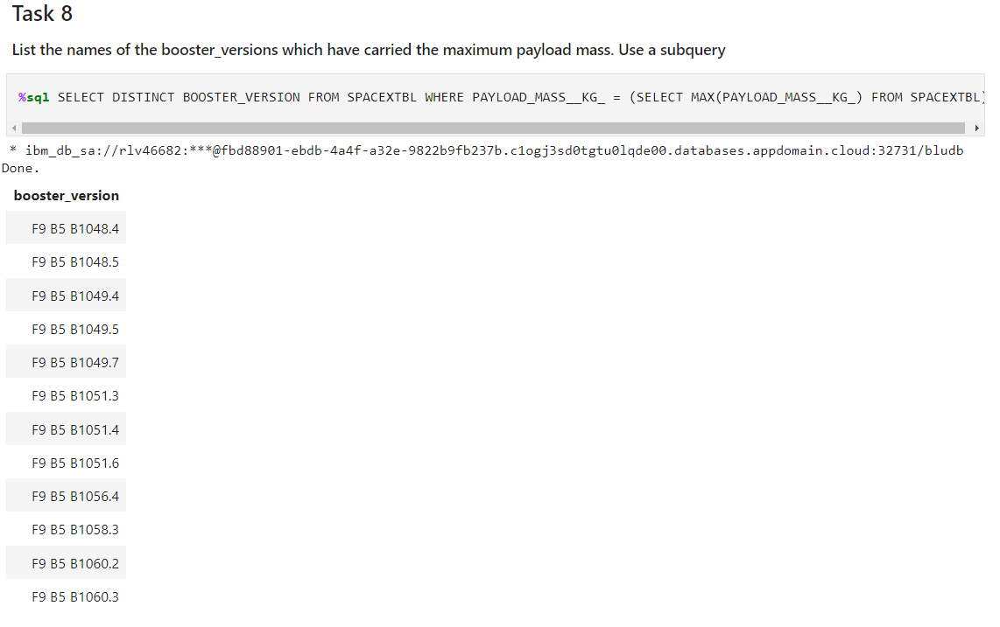 Task 8
List the names of the booster_versions which have carried the maximum payload mass. Use a subquery
%sql SELECT DISTINCT BOOSTER_VERSION FROM SPACEXTBL WHERE PAYLOAD_MASS__KG_ = (SELECT MAX(PAYLOAD_MASS__KG_) FROM SPACEXTBL)
* ibm_db_sa://rlv46682:***@fbd88901-ebdb-4a4f-a32e-9822b9fb237b.c1ogj3sd0tgtu0lqde00.databases.appdomain.cloud:32731/bludb
Done.
booster_version
F9 B5 B1048.4
F9 B5 B1048.5
F9 B5 B1049.4
F9 B5 B1049.5
F9 B5 B1049.7
F9 B5 B1051.3
F9 B5 B1051.4
F9 B5 B1051.6
F9 B5 B1056.4
F9 B5 B1058.3
F9 B5 B1060.2
F9 B5 B1060.3